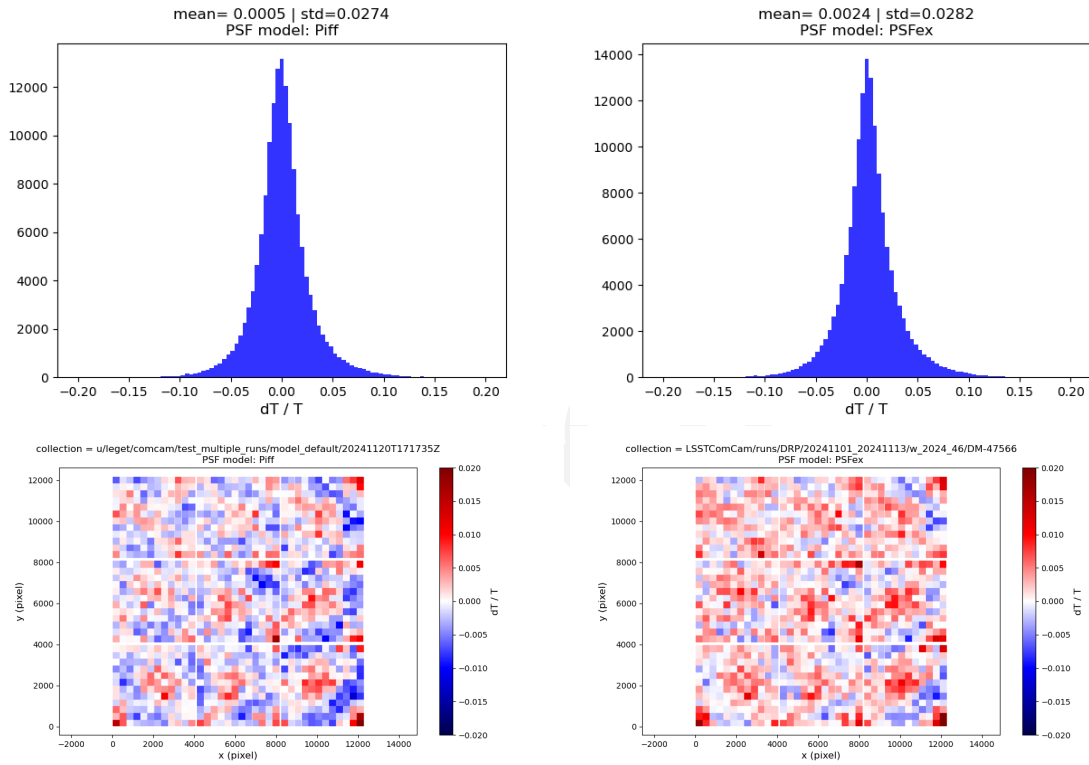 mean= 0.0005 | std=0.0274
PSF model: Piff
12000
10000
8000
6000
4000
2000
0
−0.20 −0.15 −0.10 −0.05 0.00 0.05 0.10 0.15 0.20
dT / T
mean= 0.0024 | std=0.0282
PSF model: PSFex
14000
12000
10000
8000
6000
4000
2000
0
−0.20 −0.15 −0.10 −0.05 0.00 0.05 0.10 0.15 0.20
dT / T
collection = u/leget/comcam/test_multiple_runs/model_default/20241120T171735Z
PSF model: Piff
12000
10000
8000
6000
4000
2000
0
y (pixel)
−2000 0 2000 4000 6000 8000 10000 12000 14000
x (pixel)
0.020
0.015
0.010
0.005
0.000
−0.005
−0.010
−0.015
−0.020
dT / T
collection = LSSTComCam/runs/DRP/20241101_20241113/w_2024_46/DM-47566
PSF model: PSFex
12000
10000
8000
6000
4000
2000
0
y (pixel)
−2000 0 2000 4000 6000 8000 10000 12000 14000
x (pixel)
0.020
0.015
0.010
0.005
0.000
−0.005
−0.010
−0.015
−0.020
dT / T